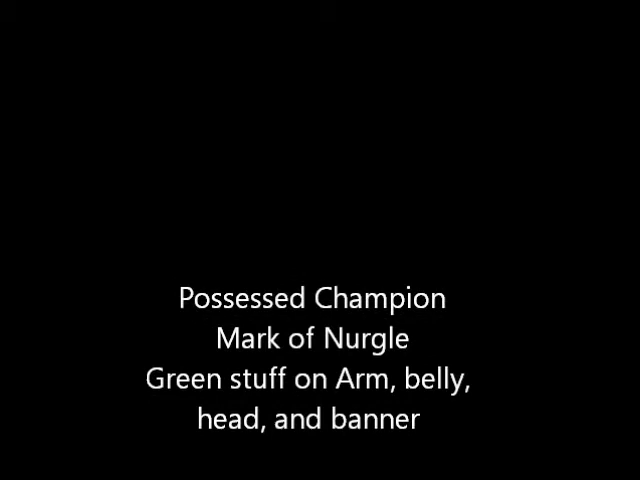 Possessed Champion
Mark of Nurgle
Green stuff on Arm, belly,
head, and banner